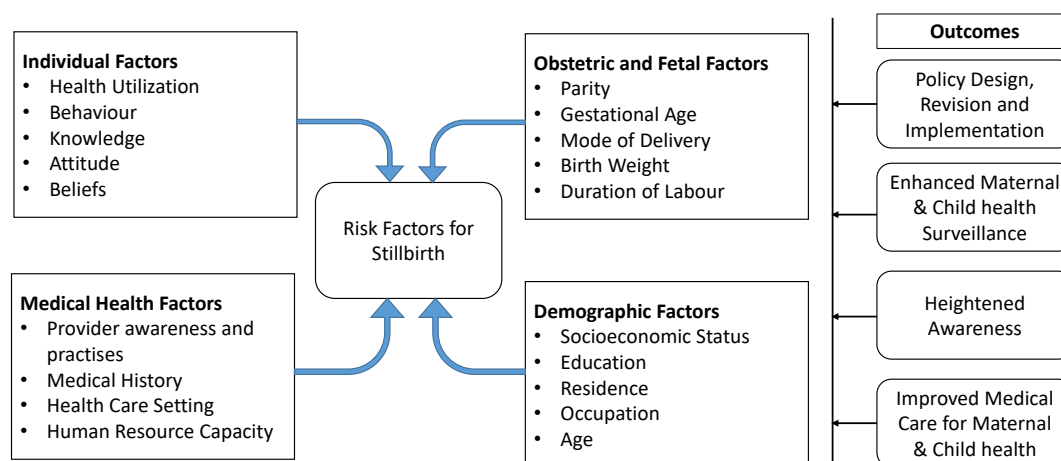 Individual Factors
• Health Utilization
• Behaviour
• Knowledge
• Attitude
• Beliefs
Obstetric and Fetal Factors
• Parity
• Gestational Age
• Mode of Delivery
• Birth Weight
• Duration of Labour
Risk Factors for
Stillbirth
Medical Health Factors
• Provider awareness and
practises
• Medical History
• Health Care Setting
• Human Resource Capacity
Demographic Factors
• Socioeconomic Status
• Education
• Residence
• Occupation
• Age
Outcomes
Policy Design,
Revision and
Implementation
Enhanced Maternal
& Child health
Surveillance
Heightened
Awareness
Improved Medical
Care for Maternal
& Child health